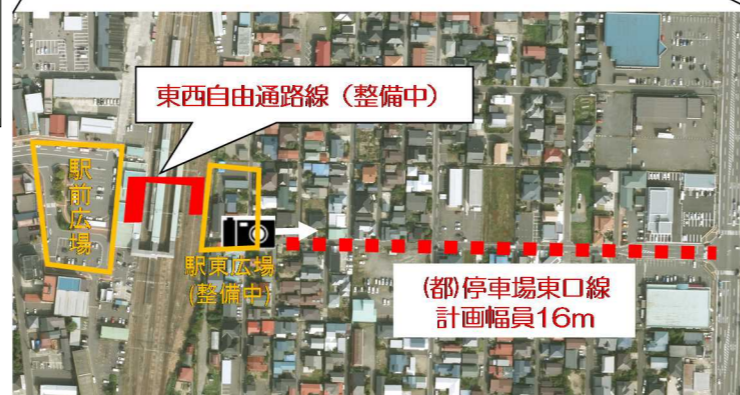 東西自由通路線（整備中）
駅前広場
駅東広場
(整備中)
(都)停車場東口線
計画幅員16m